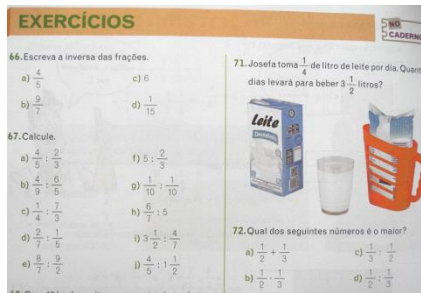 EXERCÍCIOS
NO
CADERN
66. Escreva a inversa das frações.
a) 4/5
c) 6
b) 9/7
d) 1/15
67. Calcule.
a) 4/5 : 2/3
f) 5 : 2/3
b) 4/9 : 6/5
g) 1/10 : 1/10
c) 1/4 : 7/3
h) 6/7 : 5
d) 2/7 : 1/5
i) 3 1/2 : 4/7
e) 8/7 : 9/2
j) 4/5 : 1 1/2
71. Josefa toma 1/4 de litro de leite por dia. Quan
dias levará para beber 3 1/2 litros?
Leite
72. Qual dos seguintes números é o maior?
a) 1/2 + 1/3
c) 1/3 : 1/2
b) 1/2 - 1/3
d) 1/2 : 1/3